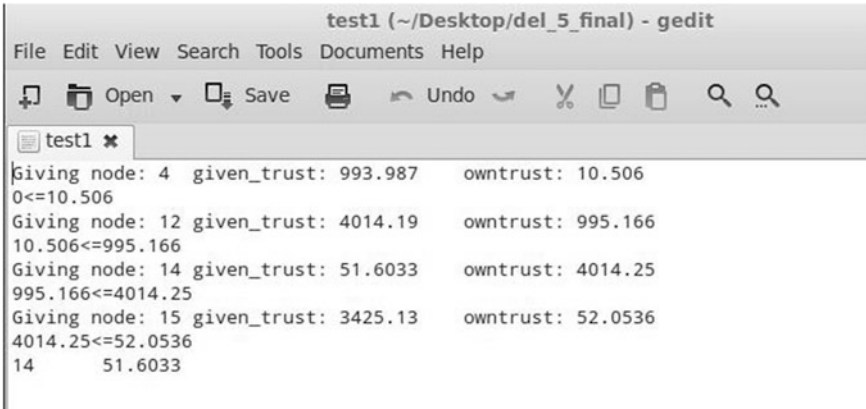 test1 (~/Desktop/del_5_final) - gedit
File Edit View Search Tools Documents Help
Open Save Undo
test1
Giving node: 4 given_trust: 993.987 owntrust: 10.506
0<=10.506
Giving node: 12 given_trust: 4014.19 owntrust: 995.166
10.506<=995.166
Giving node: 14 given_trust: 51.6033 owntrust: 4014.25
995.166<=4014.25
Giving node: 15 given_trust: 3425.13 owntrust: 52.0536
4014.25<=52.0536
14 51.6033